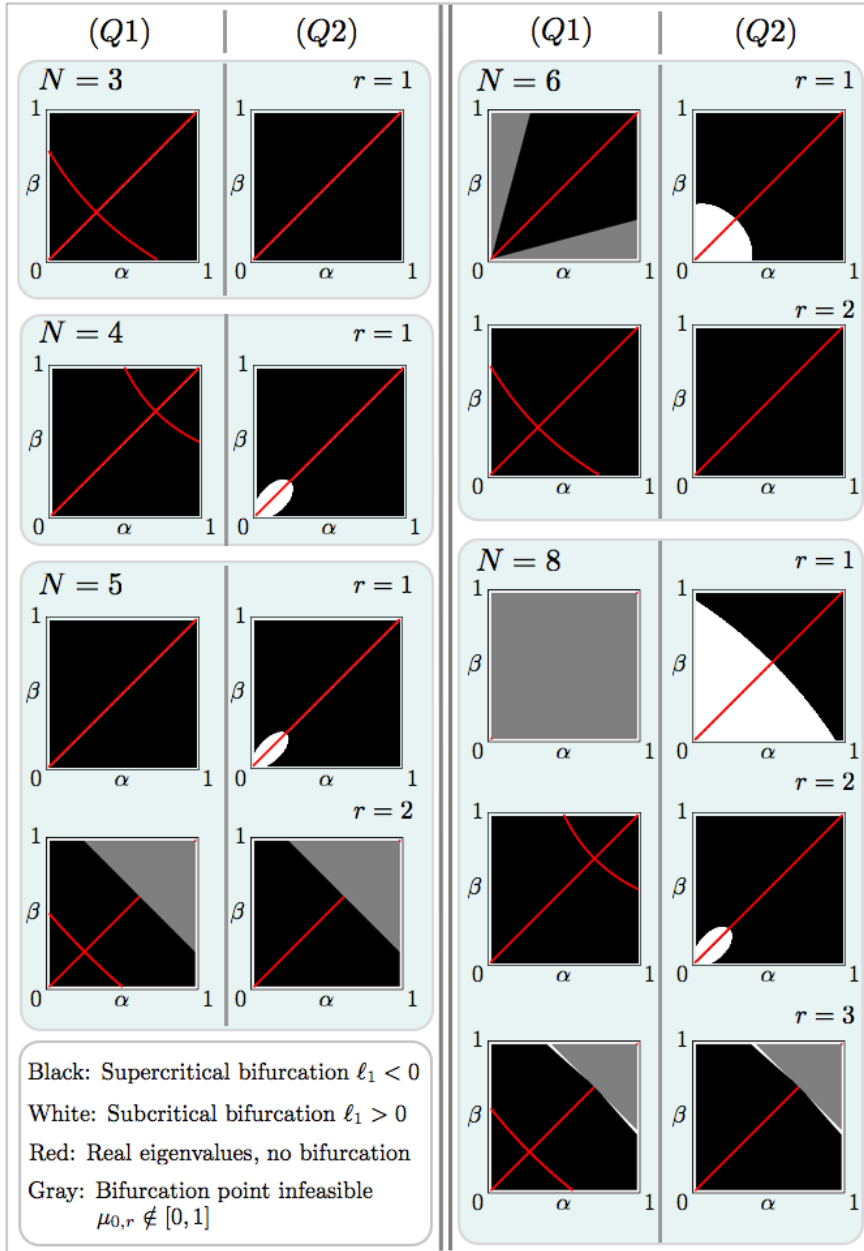 (Q1) (Q2)
N = 3 r = 1
1 1
β β
0 α 1 0 α 1
N = 4 r = 1
1 1
β β
0 α 1 0 α 1
N = 5 r = 1
1 1
β β
0 α 1 0 α 1
r = 2
1 1
β β
0 α 1 0 α 1
Black: Supercritical bifurcation ℓ₁ < 0
White: Subcritical bifurcation ℓ₁ > 0
Red: Real eigenvalues, no bifurcation
Gray: Bifurcation point infeasible
μ₀,ᵣ ∉ [0, 1]
(Q1) (Q2)
N = 6 r = 1
1 1
β β
0 α 1 0 α 1
r = 2
1 1
β β
0 α 1 0 α 1
N = 8 r = 1
1 1
β β
0 α 1 0 α 1
r = 2
1 1
β β
0 α 1 0 α 1
r = 3
1 1
β β
0 α 1 0 α 1